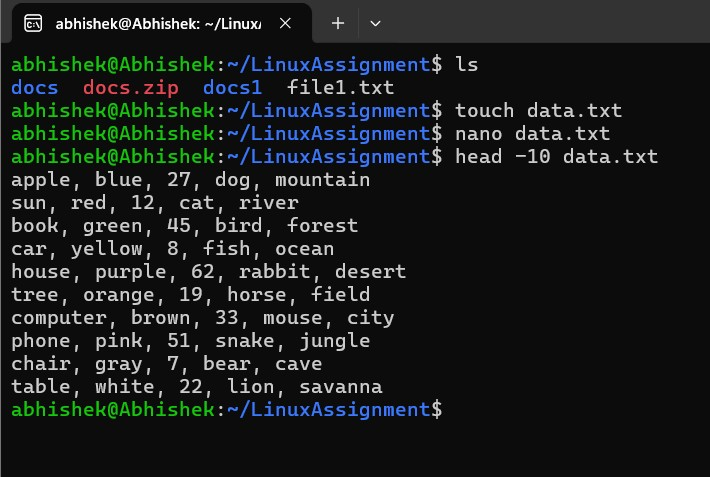 abhishek@Abhishek: ~/Linux/
abhishek@Abhishek:~/LinuxAssignment$ ls
docs  docs.zip  docs1  file1.txt
abhishek@Abhishek:~/LinuxAssignment$ touch data.txt
abhishek@Abhishek:~/LinuxAssignment$ nano data.txt
abhishek@Abhishek:~/LinuxAssignment$ head -10 data.txt
apple, blue, 27, dog, mountain
sun, red, 12, cat, river
book, green, 45, bird, forest
car, yellow, 8, fish, ocean
house, purple, 62, rabbit, desert
tree, orange, 19, horse, field
computer, brown, 33, mouse, city
phone, pink, 51, snake, jungle
chair, gray, 7, bear, cave
table, white, 22, lion, savanna
abhishek@Abhishek:~/LinuxAssignment$